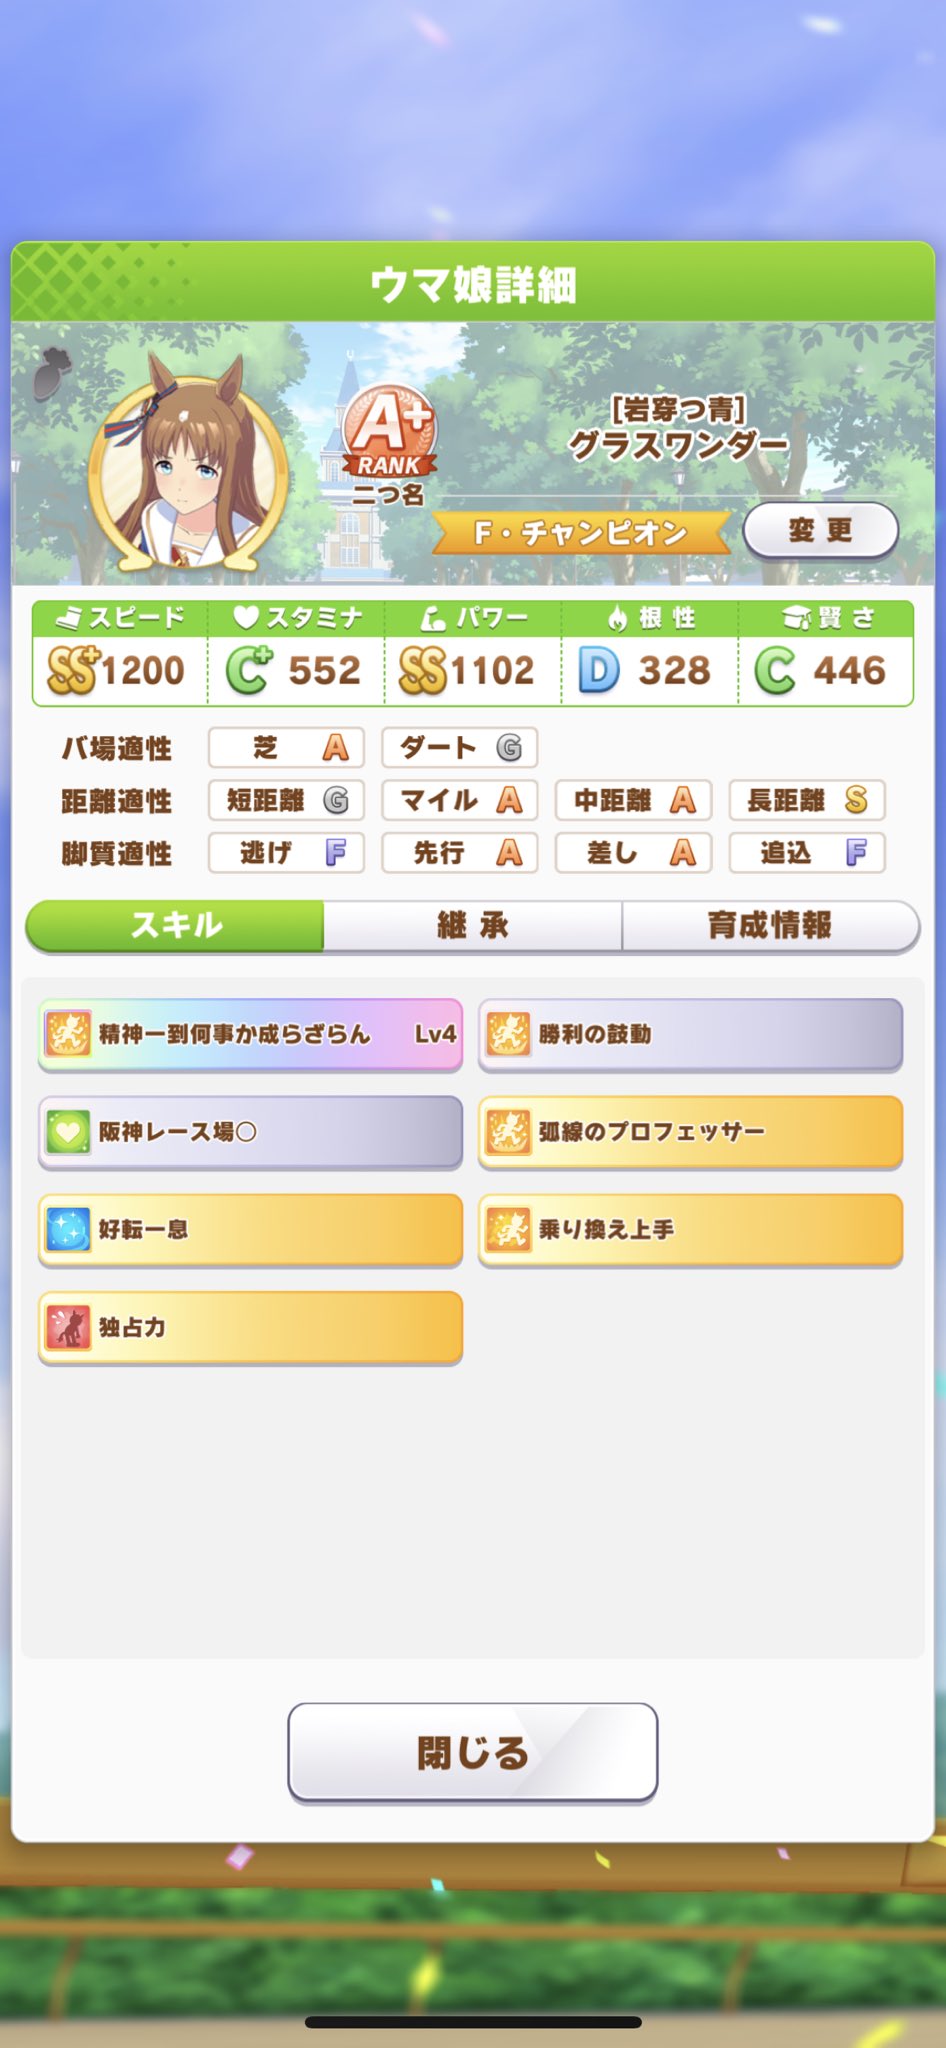 ウマ娘詳細
A+
RANK
二つ名
[岩穿つ青]
グラスワンダー
F・チャンピオン
変更
スピード スタミナ パワー 根性 賢さ
SS+ 1200 C+ 552 SS 1102 D 328 C 446
バ場適性 芝 A ダート G
距離適性 短距離 G マイル A 中距離 A 長距離 S
脚質適性 逃げ F 先行 A 差し A 追込 F
スキル 継承 育成情報
精神一到何事か成らざらん Lv4 勝利の鼓動
阪神レース場○ 弧線のプロフェッサー
好転一息 乗り換え上手
独占力
閉じる